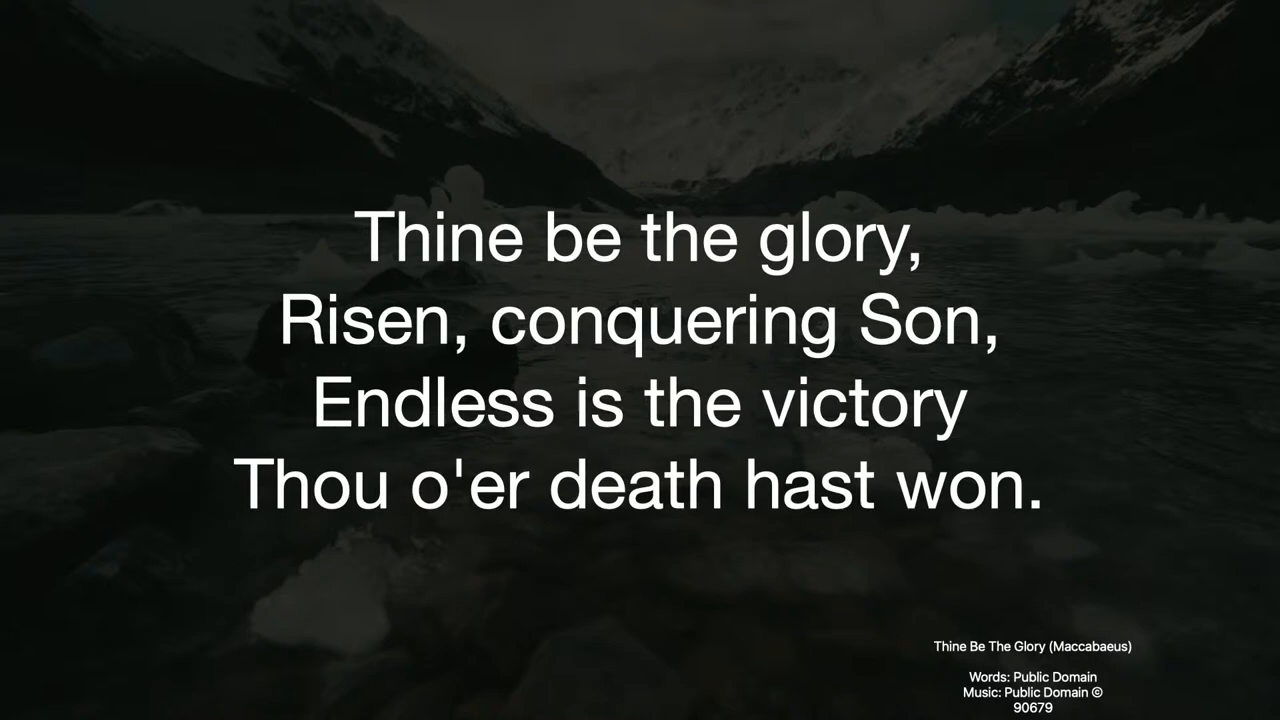 Thine be the glory,
Risen, conquering Son,
Endless is the victory
Thou o'er death hast won.
Thine Be The Glory (Maccabaeus)
Words: Public Domain
Music: Public Domain ©
90679